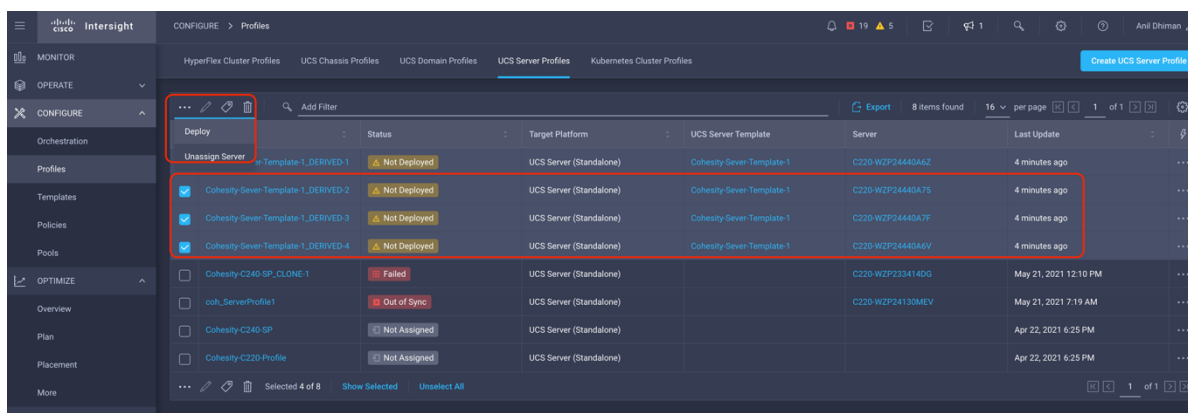 cisco Intersight CONFIGURE > Profiles 19 5 1 Anil Dhiman
MONITOR
HyperFlex Cluster Profiles UCS Chassis Profiles UCS Domain Profiles UCS Server Profiles Kubernetes Cluster Profiles Create UCS Server Profile
OPERATE
CONFIGURE
... Add Filter Export 8 items found 16 per page 1 of 1
Deploy Status Target Platform UCS Server Template Server Last Update
Orchestration
Unassign Server er-Template-1_DERIVED-1 Not Deployed UCS Server (Standalone) Cohesity-Sever-Template-1 C220-WZP24440A6Z 4 minutes ago ...
Profiles
Cohesity-Sever-Template-1_DERIVED-2 Not Deployed UCS Server (Standalone) Cohesity-Sever-Template-1 C220-WZP24440A75 4 minutes ago ...
Templates
Cohesity-Sever-Template-1_DERIVED-3 Not Deployed UCS Server (Standalone) Cohesity-Sever-Template-1 C220-WZP24440A7F 4 minutes ago ...
Policies
Cohesity-Sever-Template-1_DERIVED-4 Not Deployed UCS Server (Standalone) Cohesity-Sever-Template-1 C220-WZP24440A6V 4 minutes ago ...
Pools
Cohesity-C240-SP_CLONE-1 Failed UCS Server (Standalone) C220-WZP233414DG May 21, 2021 12:10 PM ...
OPTIMIZE
coh_ServerProfile1 Out of Sync UCS Server (Standalone) C220-WZP24130MEV May 21, 2021 7:19 AM ...
Overview
Cohesity-C240-SP Not Assigned UCS Server (Standalone) Apr 22, 2021 6:25 PM ...
Plan
Cohesity-C220-Profile Not Assigned UCS Server (Standalone) Apr 22, 2021 6:25 PM ...
Placement
... Selected 4 of 8 Show Selected Unselect All 1 of 1
More